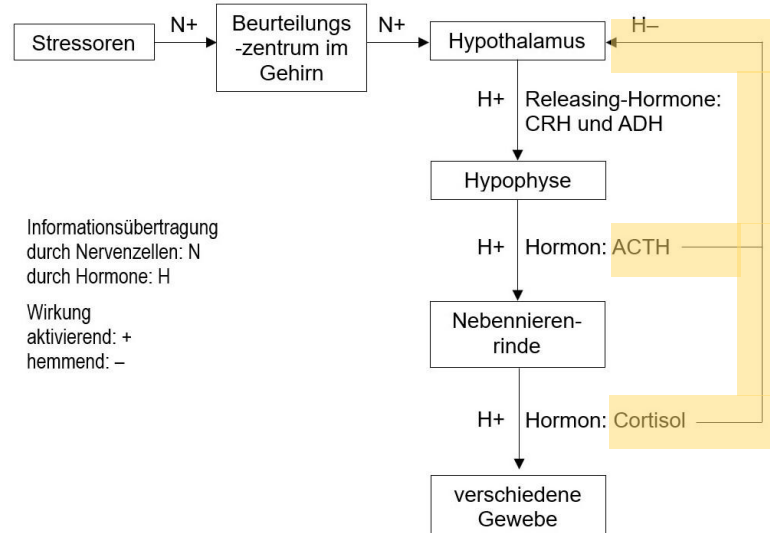 Stressoren
N+
Beurteilungs
-zentrum im
Gehirn
N+
Hypothalamus
H–
H+
Releasing-Hormone:
CRH und ADH
Hypophyse
Informationsübertragung
durch Nervenzellen: N
durch Hormone: H
Wirkung
aktivierend: +
hemmend: –
H+
Hormon: ACTH
Nebennieren-
rinde
H+
Hormon: Cortisol
verschiedene
Gewebe